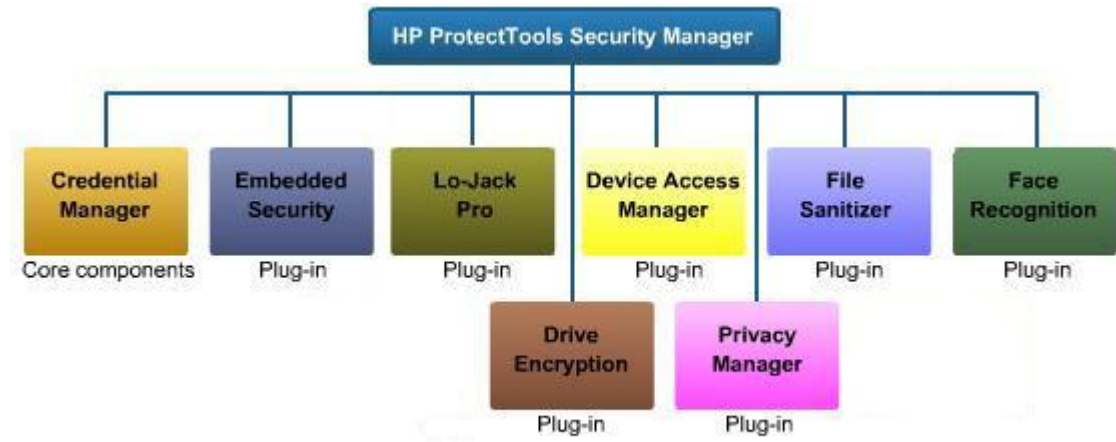 HP ProtectTools Security Manager
Credential
Manager
Core components
Embedded
Security
Plug-in
Lo-Jack
Pro
Plug-in
Device Access
Manager
Plug-in
File
Sanitizer
Plug-in
Face
Recognition
Plug-in
Drive
Encryption
Plug-in
Privacy
Manager
Plug-in